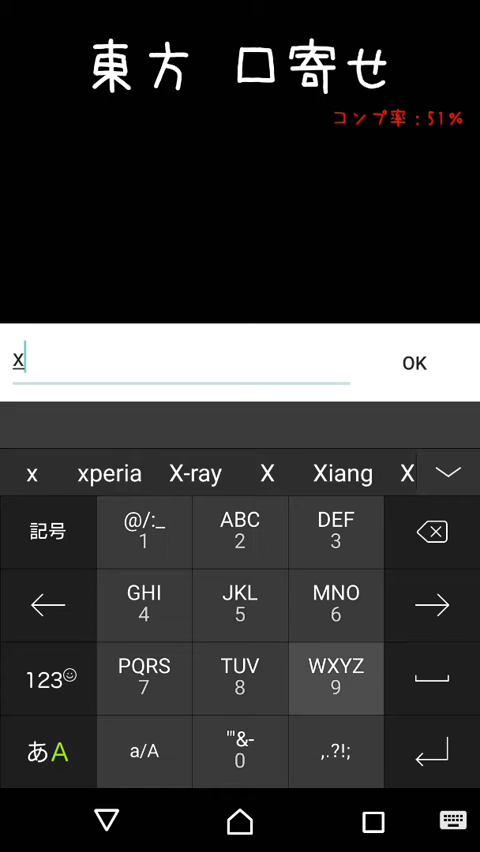 東方 口寄せ
コンプ率:51%
x OK
x xperia X-ray X Xiang X
記号 @/:_ 1 ABC 2 DEF 3
GHI 4 JKL 5 MNO 6
123 PQRS 7 TUV 8 WXYZ 9
あA a/A '"&- 0 ,.?!;